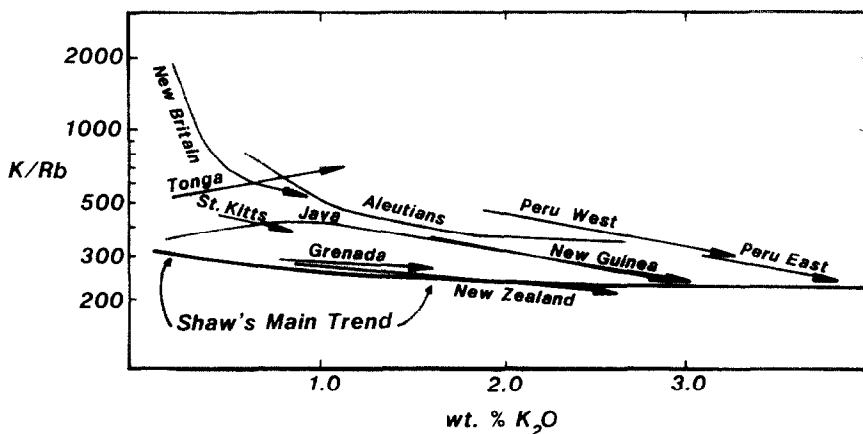 2000
1000
K/Rb
500
300
200
New Britain
Tonga
St. Kitts
Java
Aleutians
Peru West
Grenada
New Guinea
Peru East
New Zealand
Shaw's Main Trend
1.0
2.0
3.0
wt. % K₂O